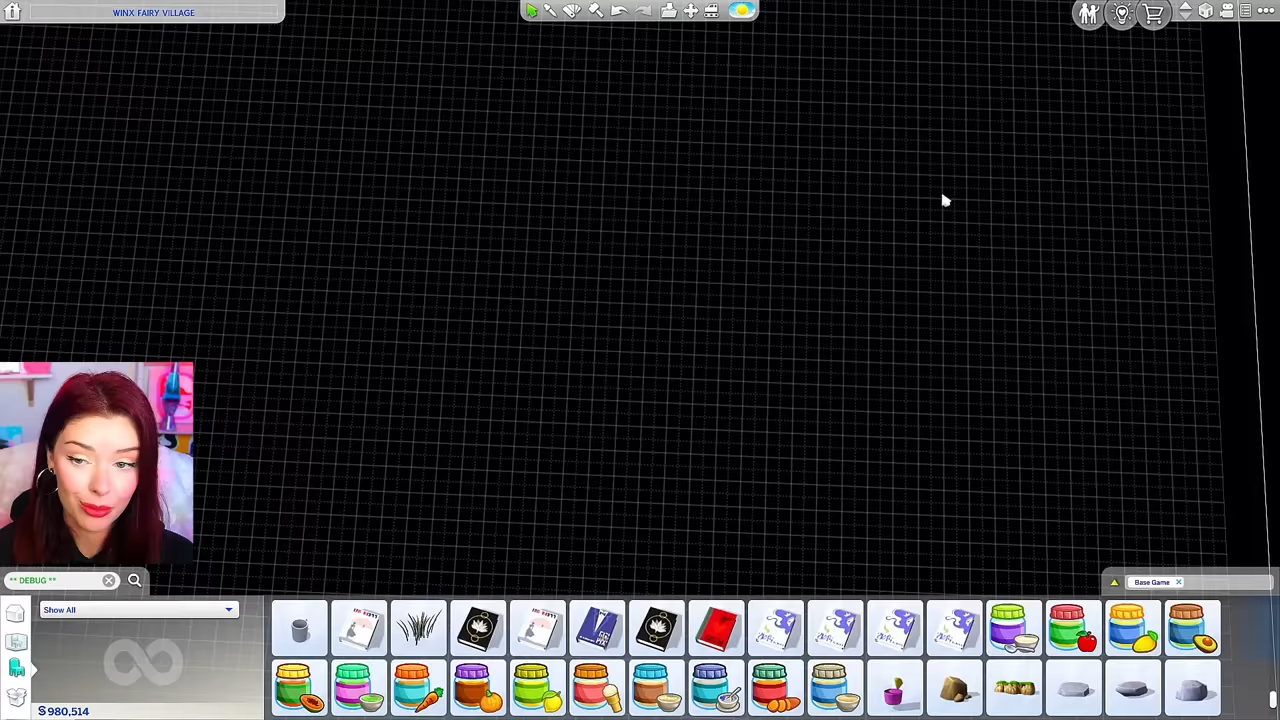 WINX FAIRY VILLAGE
** DEBUG **
Base Game
Show All
§980,514